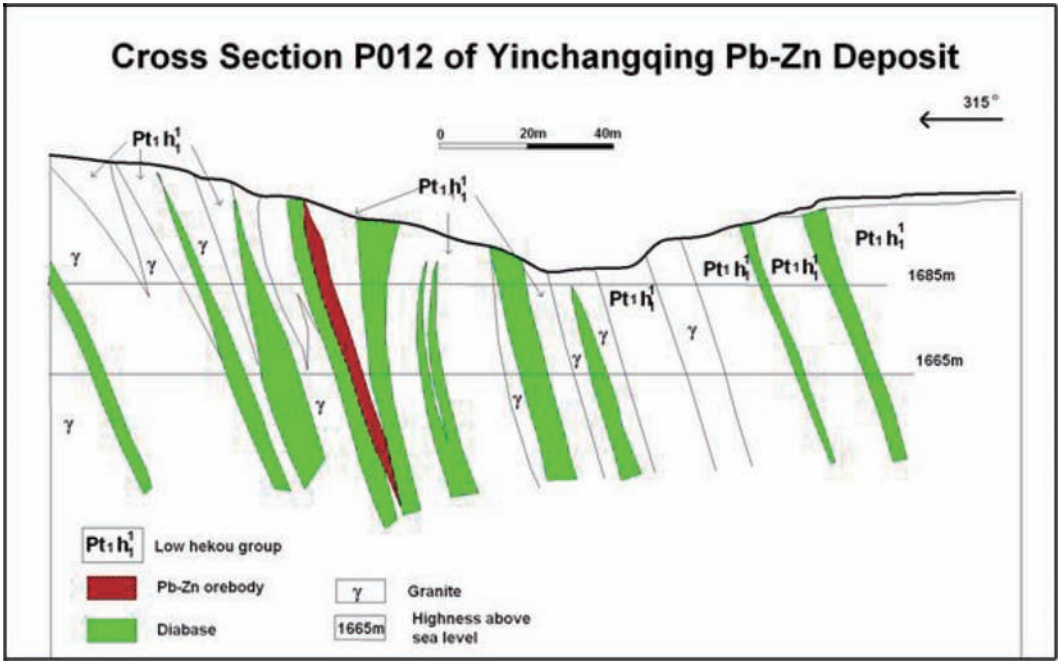 Cross Section P012 of Yinchangqing Pb-Zn Deposit
315°
0 20m 40m
Pt₁h₁¹
Pt₁h₁¹
Pt₁h₁¹
Pt₁h₁¹ Pt₁h₁¹
Pt₁h₁¹
1685m
1665m
γ γ γ γ γ γ γ γ γ
Pt₁h₁¹ Low hekou group
Pb-Zn orebody
Diabase
γ Granite
1665m Highness above
sea level